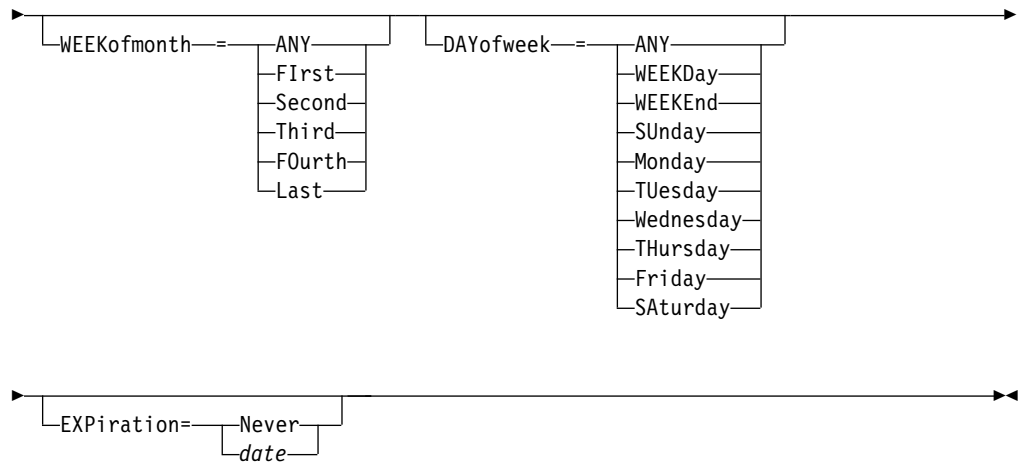 WEEKofmonth = ANY DAYofweek = ANY
FIrst WEEKDay
Second WEEKEnd
Third SUnday
FOurth Monday
Last TUesday
Wednesday
THursday
Friday
SAturday
EXPiration= Never
date